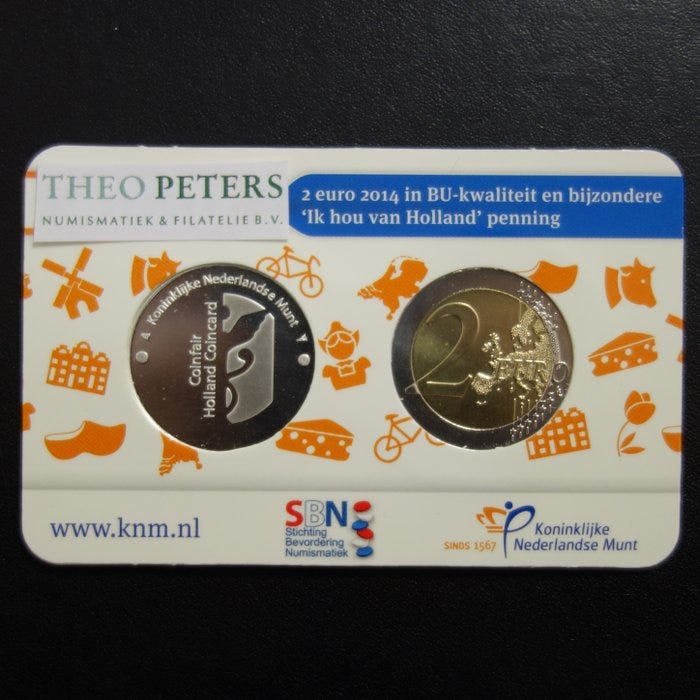 THEO PETERS
NUMISMATIEK & FILATELIE B.V.
2 euro 2014 in BU-kwaliteit en bijzondere
‘Ik hou van Holland’ penning
Koninklijke Nederlandse Munt
Coinfair
Holland Coincard
2 EURO
www.knm.nl
SBN
Stichting
Bevordering
Numismatiek
SINDS 1567
Koninklijke
Nederlandse Munt